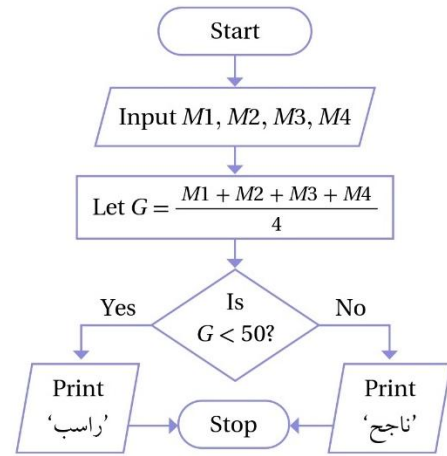 Start
Input M1, M2, M3, M4
Let G = (M1 + M2 + M3 + M4) / 4
Is
G < 50?
Yes
No
Print
'راسب'
Print
'ناجح'
Stop